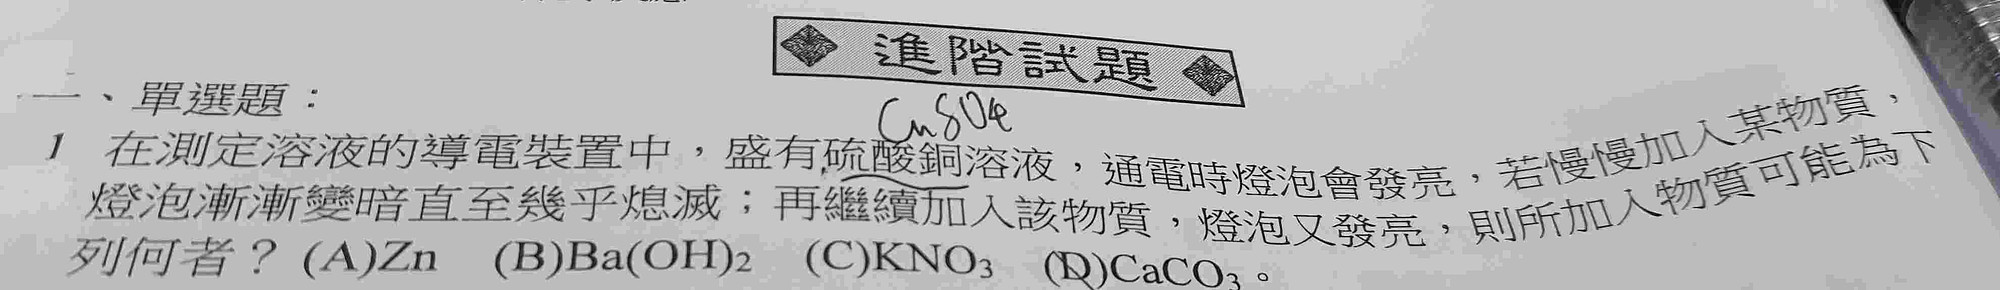 進階試題
一、單選題：
CuSO4
1 在測定溶液的導電裝置中，盛有硫酸銅溶液，通電時燈泡會發亮，若慢慢加入某物質，
燈泡漸漸變暗直至幾乎熄滅；再繼續加入該物質，燈泡又發亮，則所加入物質可能為下
列何者？(A)Zn (B)Ba(OH)₂ (C)KNO₃ (D)CaCO₃。